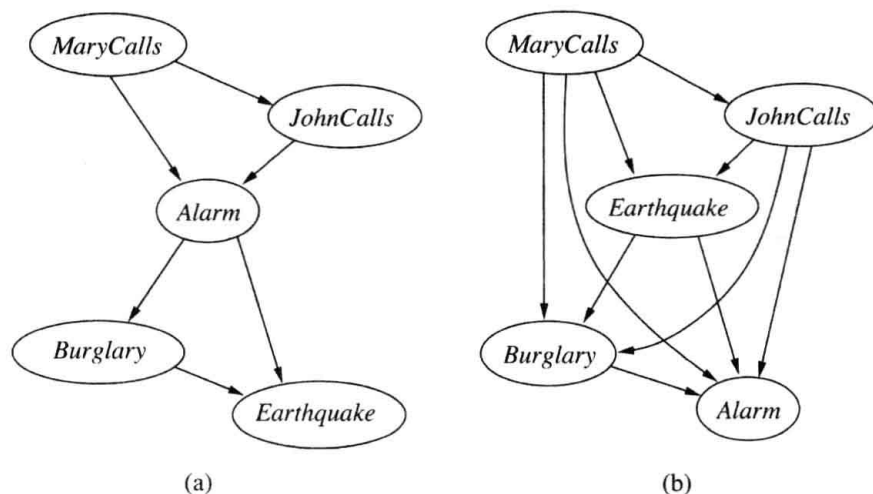 MaryCalls
JohnCalls
Alarm
Burglary
Earthquake
(a)
MaryCalls
JohnCalls
Earthquake
Burglary
Alarm
(b)